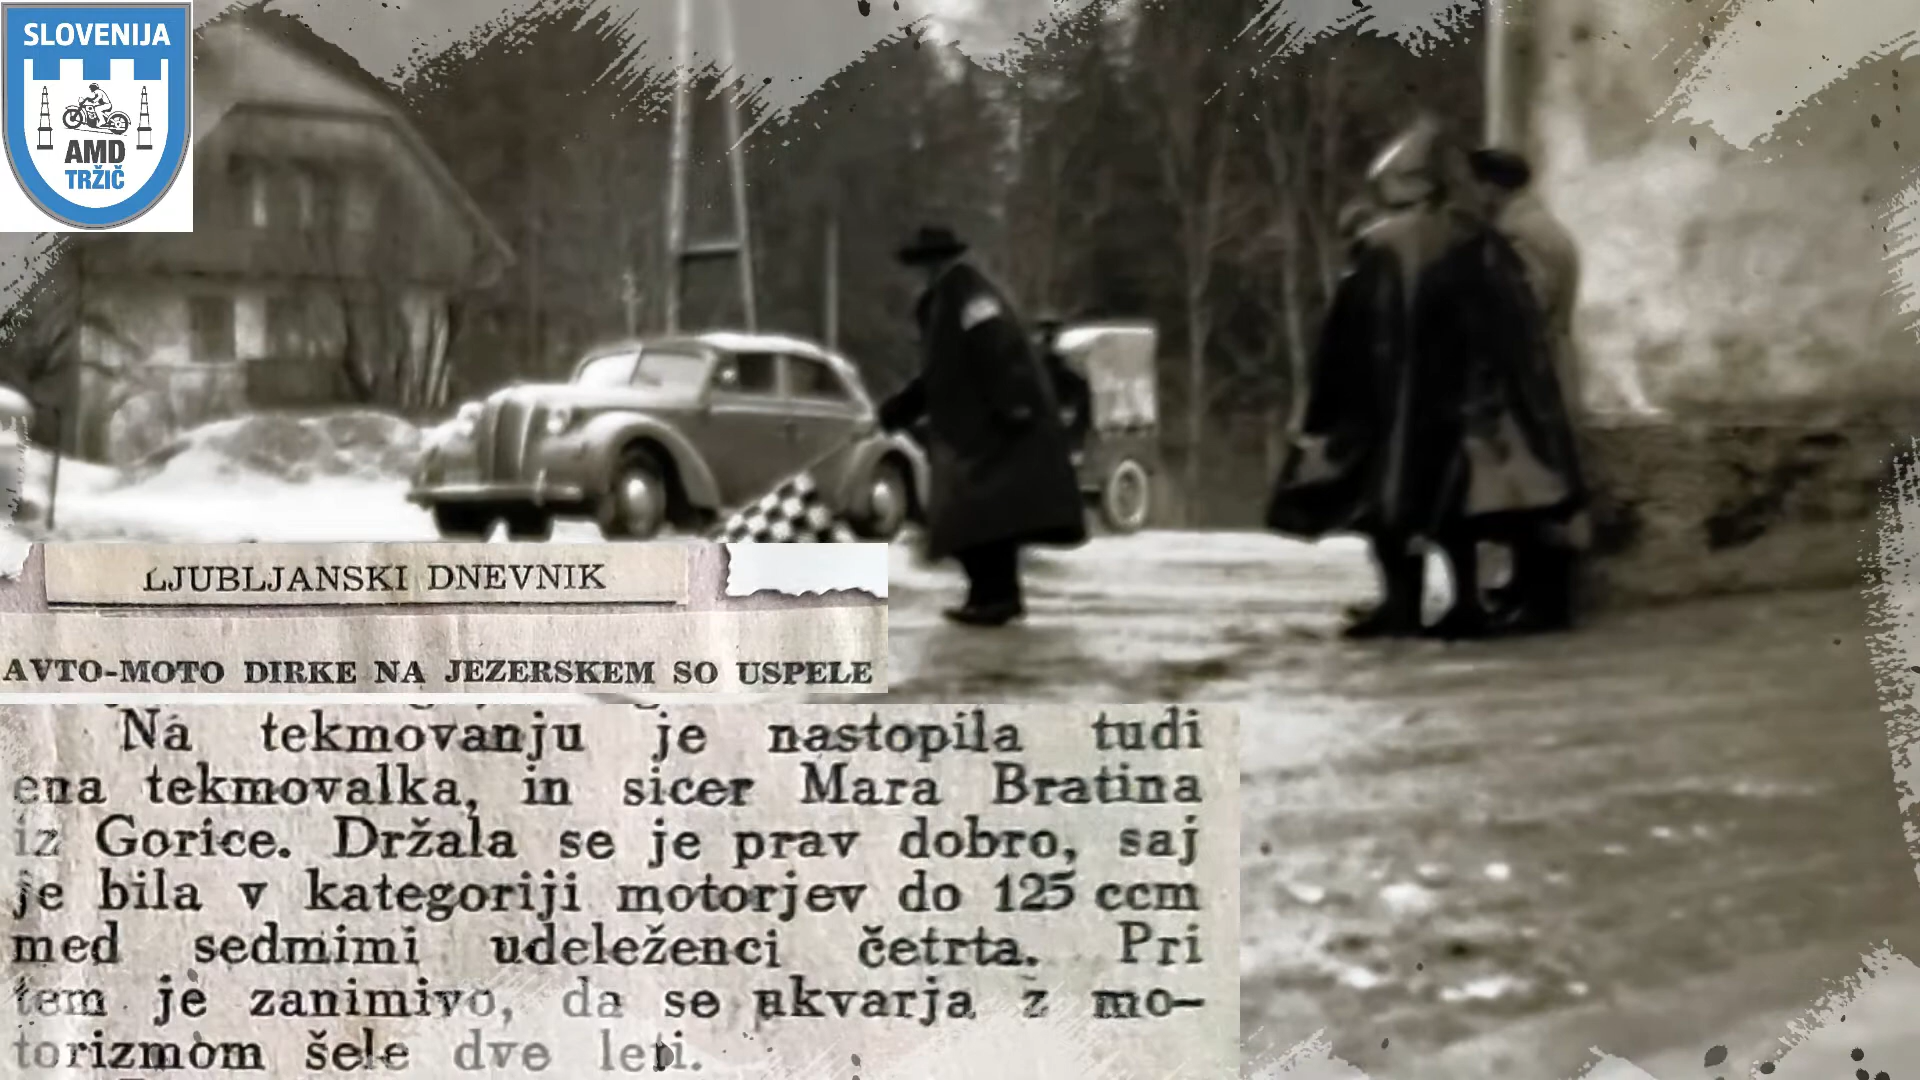 SLOVENIJA
AMD
TRŽIČ
LJUBLJANSKI DNEVNIK
AVTO-MOTO DIRKE NA JEZERSKEM SO USPELE
Na tekmovanju je nastopila tudi
ena tekmovalka, in sicer Mara Bratina
iz Gorice. Držala se je prav dobro, saj
je bila v kategoriji motorjev do 125 ccm
med sedmimi udeleženci četrta. Pri
tem je zanimivo, da se ukvarja z mo-
torizmom šele dve leti.